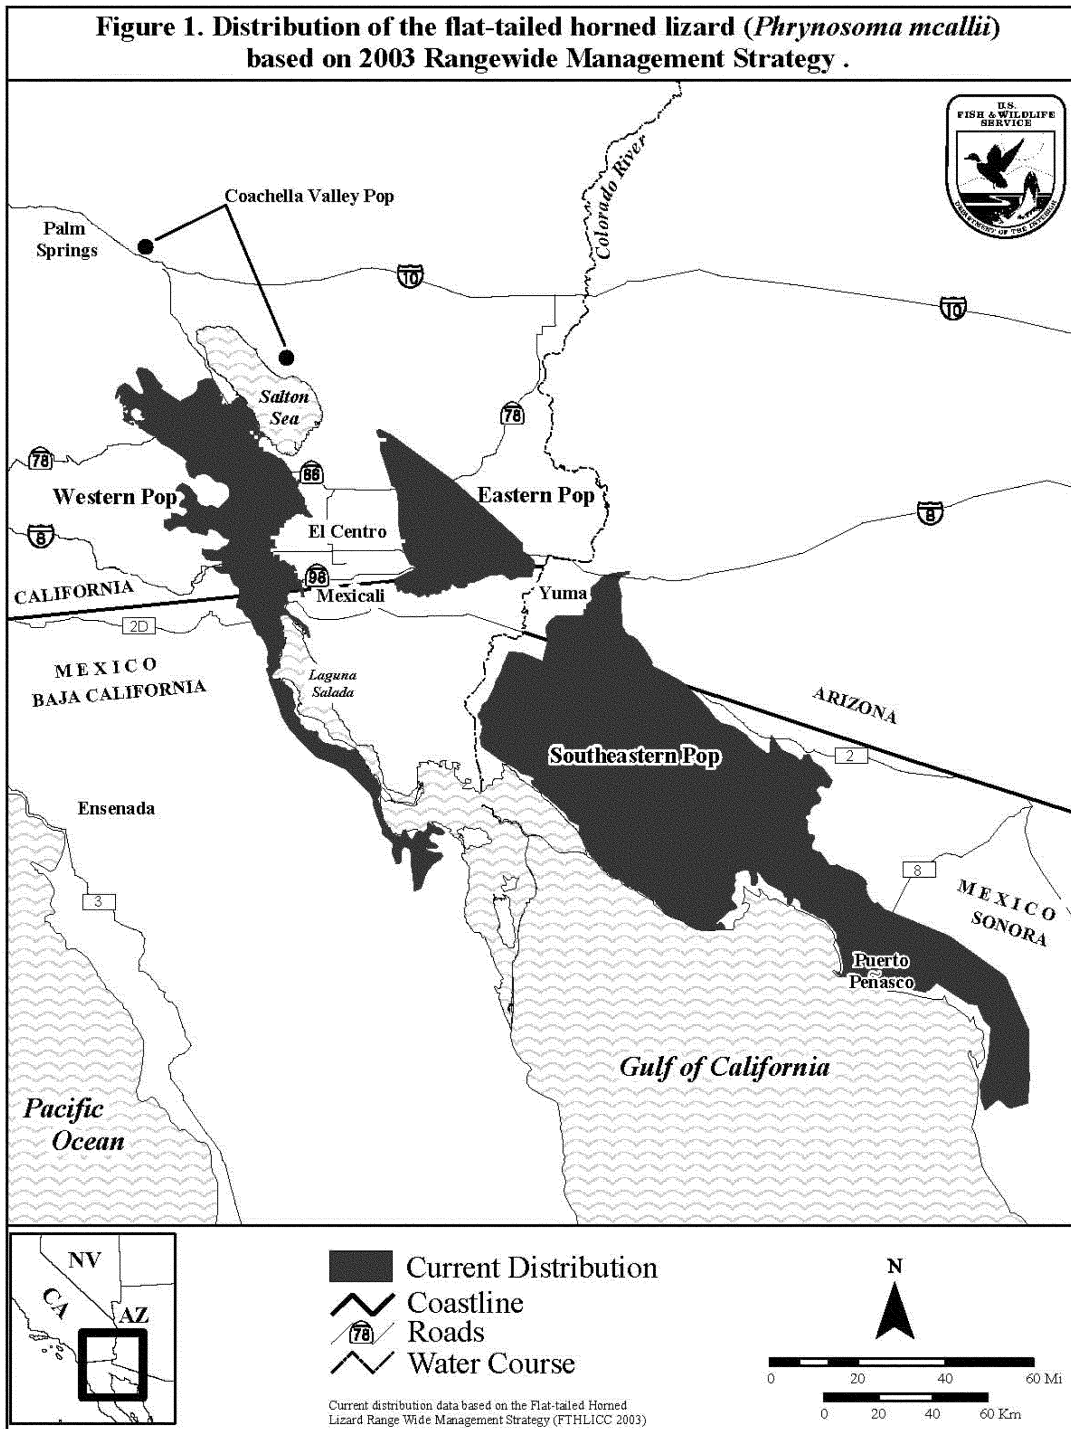 Figure 1. Distribution of the flat-tailed horned lizard (Phrynosoma mcallii)
based on 2003 Rangewide Management Strategy .
U.S.
FISH & WILDLIFE
SERVICE
DEPARTMENT OF THE INTERIOR
Colorado River
Coachella Valley Pop
Palm
Springs
10
10
Salton
Sea
78
78
86
Western Pop
Eastern Pop
8
8
El Centro
98
CALIFORNIA
Mexicali
Yuma
2D
MEXICO
BAJA CALIFORNIA
Laguna
Salada
ARIZONA
Southeastern Pop
2
Ensenada
8
3
MEXICO
SONORA
Puerto
Peñasco
Gulf of California
Pacific
Ocean
NV
CA
AZ
Current Distribution
Coastline
78
Roads
Water Course
Current distribution data based on the Flat-tailed Horned
Lizard Range Wide Management Strategy (FTHLICC 2003)
N
0 20 40 60 Mi
0 20 40 60 Km